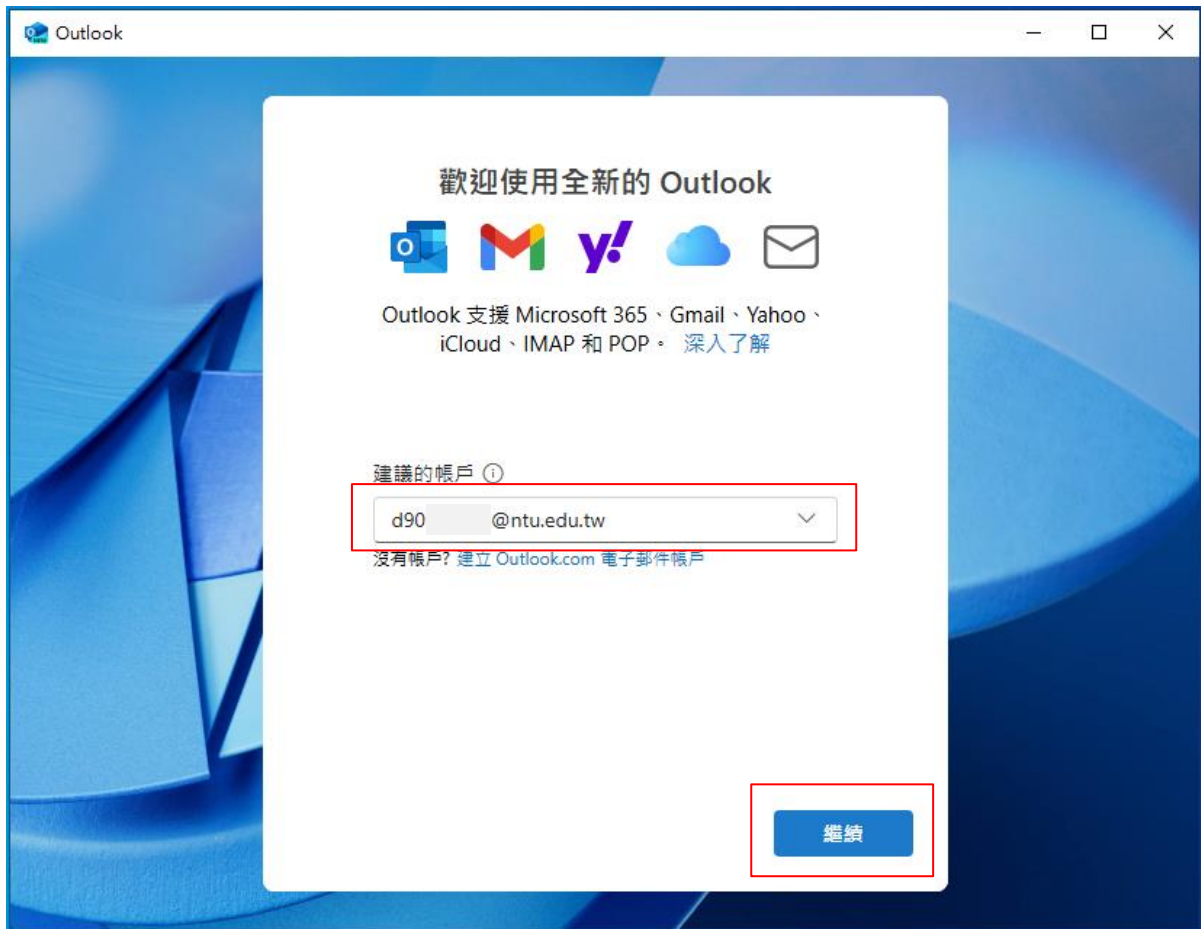 Outlook
歡迎使用全新的 Outlook
Outlook 支援 Microsoft 365、Gmail、Yahoo、
iCloud、IMAP 和 POP。 深入了解
建議的帳戶
d90 @ntu.edu.tw
沒有帳戶? 建立 Outlook.com 電子郵件帳戶
繼續